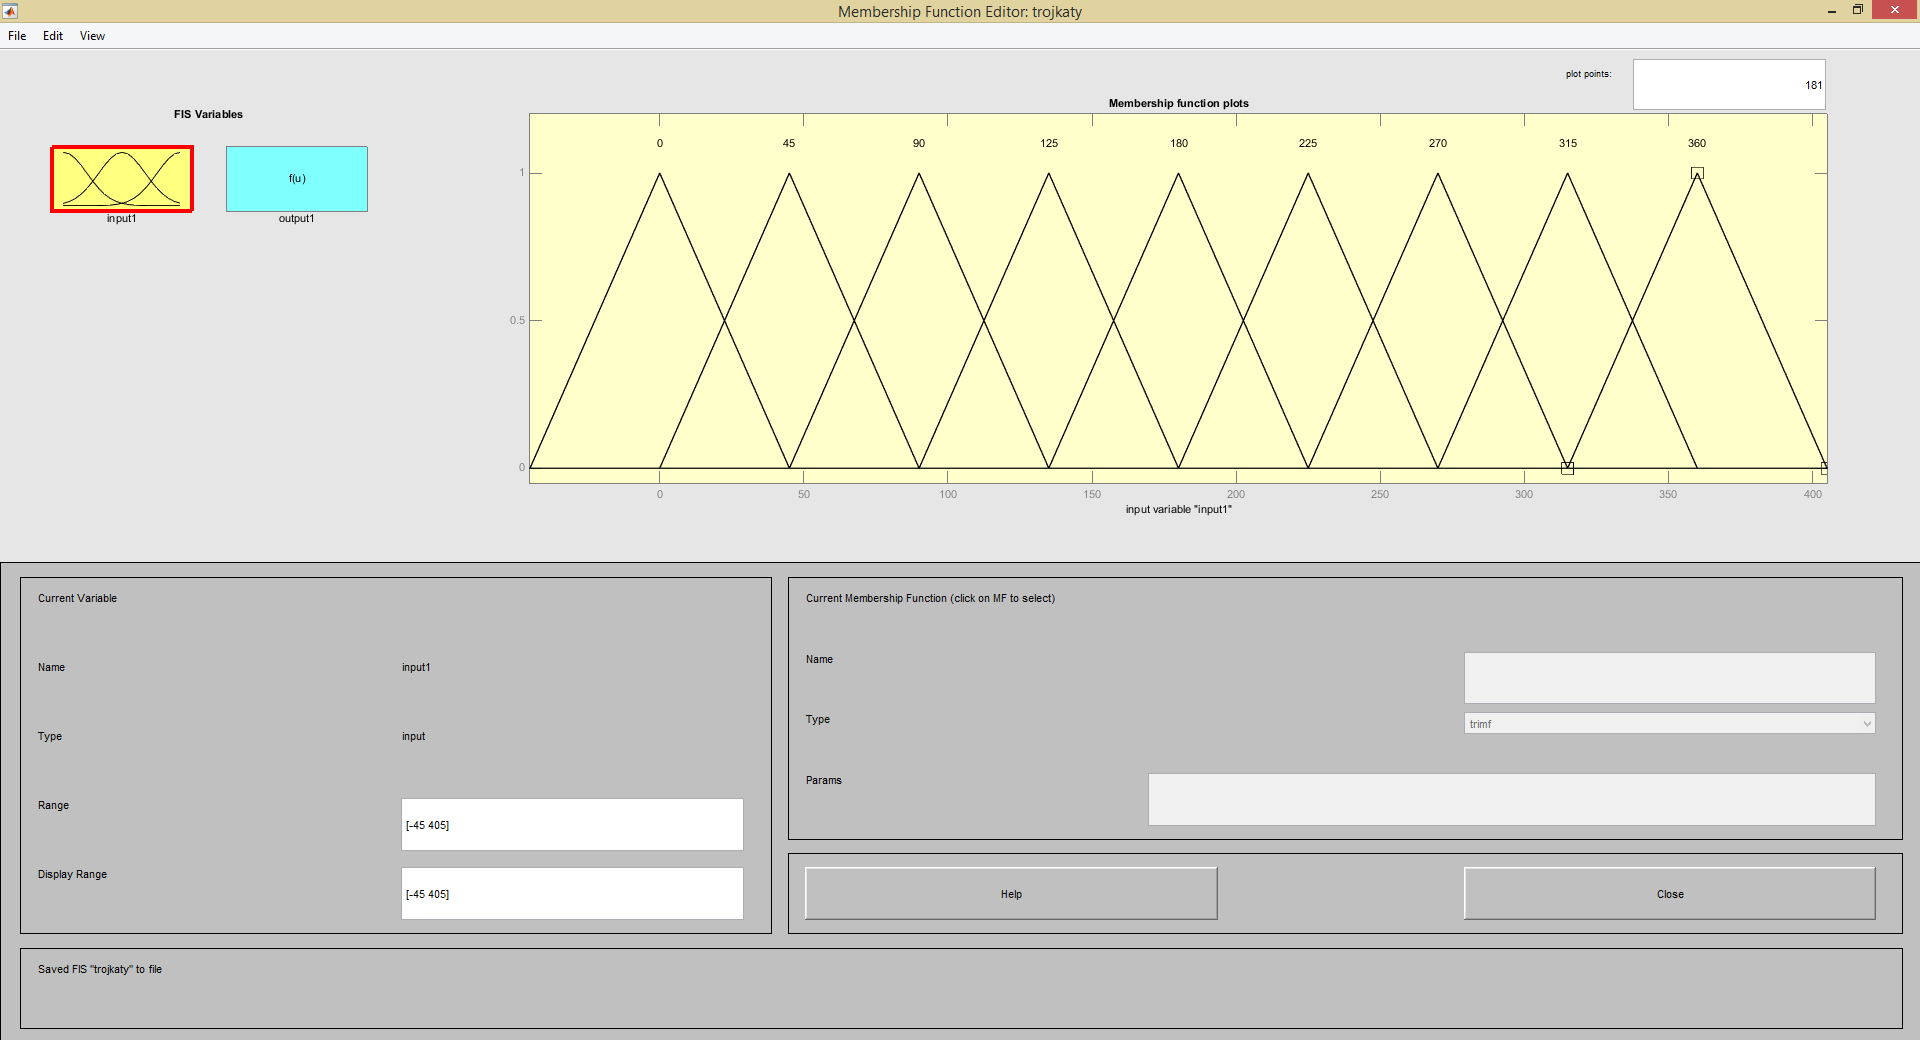 Membership Function Editor: trojkaty
File Edit View
plot points:
181
FIS Variables
f(u)
input1
output1
Membership function plots
0 45 90 125 180 225 270 315 360
1
0.5
0
0 50 100 150 200 250 300 350 400
input variable "input1"
Current Variable
Name input1
Type input
Range [-45 405]
Display Range [-45 405]
Current Membership Function (click on MF to select)
Name
Type trimf
Params
Help Close
Saved FIS "trojkaty" to file